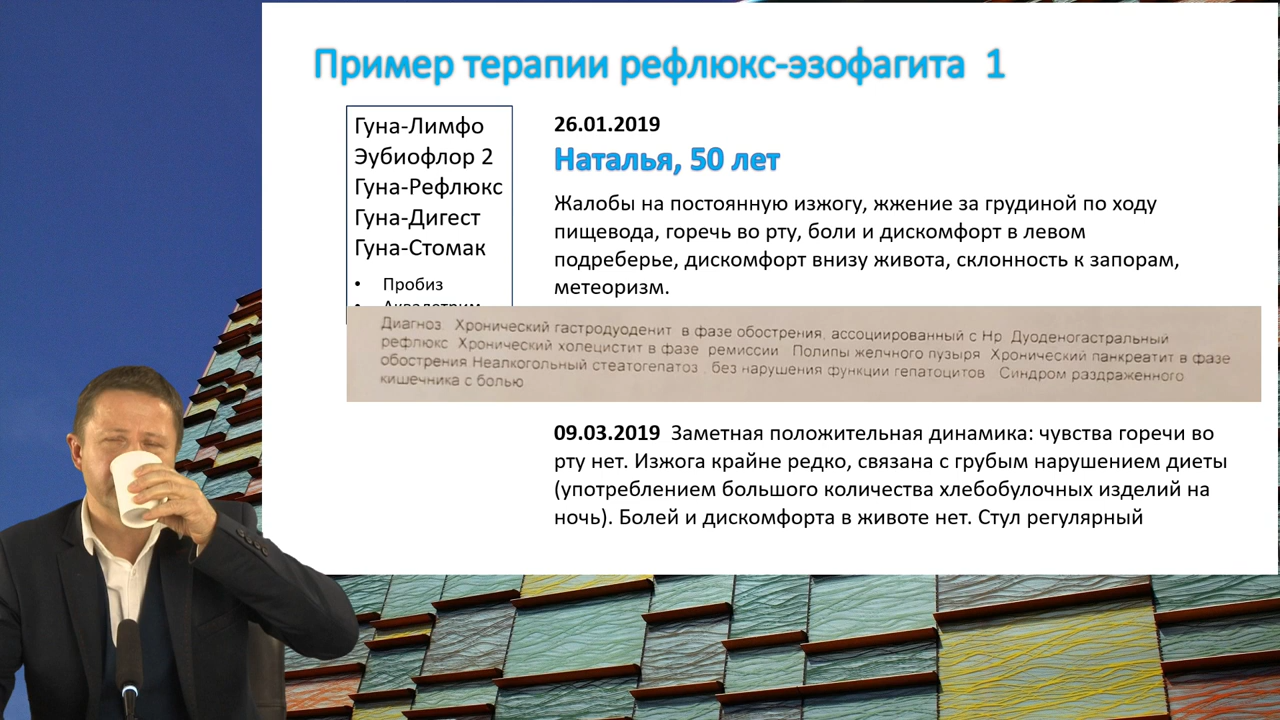 Пример терапии рефлюкс-эзофагита 1
Гуна-Лимфо
Эубиофлор 2
Гуна-Рефлюкс
Гуна-Дигест
Гуна-Стомак
• Пробиз
26.01.2019
Наталья, 50 лет
Жалобы на постоянную изжогу, жжение за грудиной по ходу
пищевода, горечь во рту, боли и дискомфорт в левом
подреберье, дискомфорт внизу живота, склонность к запорам,
метеоризм.
Диагноз. Хронический гастродуоденит в фазе обострения, ассоциированный с Нр. Дуоденогастральный
рефлюкс Хронический холецистит в фазе ремиссии Полипы желчного пузыря Хронический панкреатит в фазе
обострения Неалкогольный стеатогепатоз , без нарушения функции гепатоцитов Синдром раздраженного
кишечника с болью
09.03.2019 Заметная положительная динамика: чувства горечи во
рту нет. Изжога крайне редко, связана с грубым нарушением диеты
(употреблением большого количества хлебобулочных изделий на
ночь). Болей и дискомфорта в животе нет. Стул регулярный